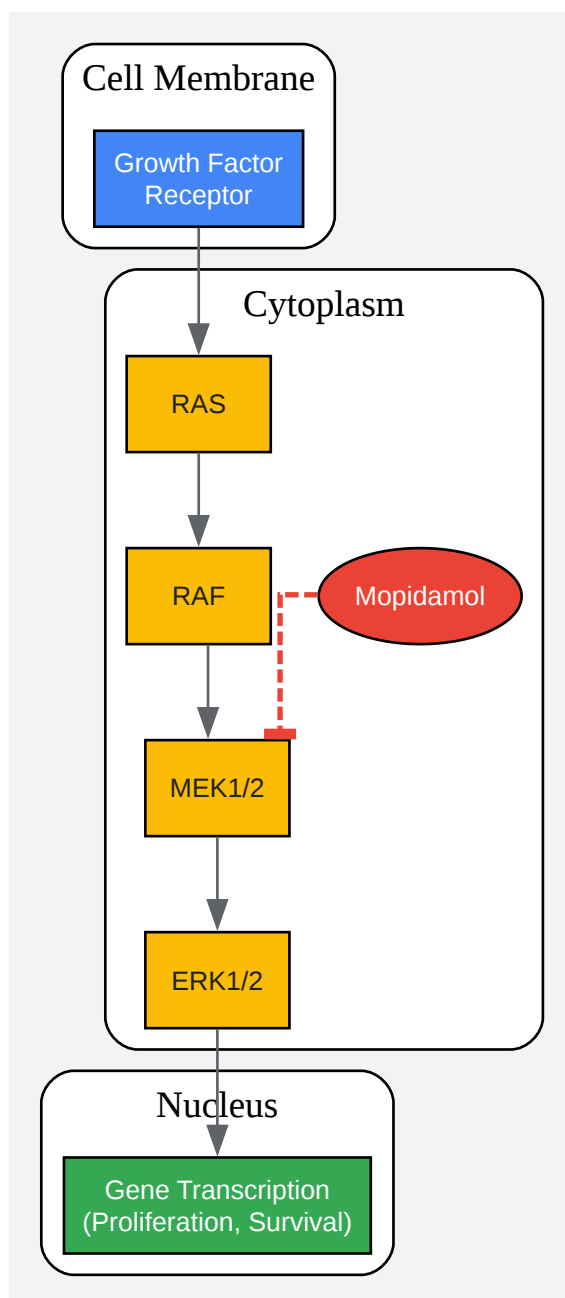 Cell Membrane
Growth Factor
Receptor
Cytoplasm
RAS
RAF
Mopidamol
MEK1/2
ERK1/2
Nucleus
Gene Transcription
(Proliferation, Survival)